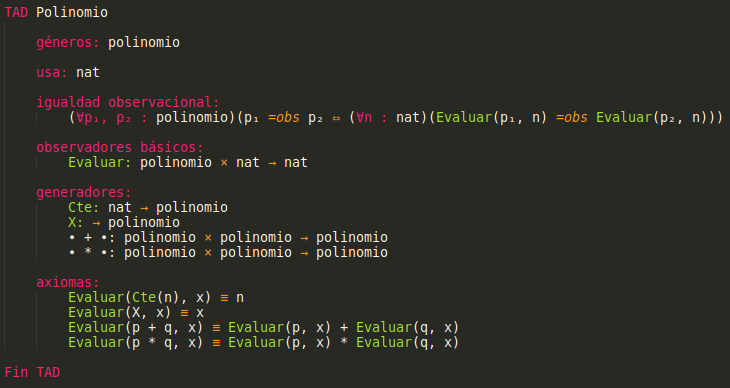 TAD Polinomio
géneros: polinomio
usa: nat
igualdad observacional:
(∀p₁, p₂ : polinomio)(p₁ =obs p₂ ⇔ (∀n : nat)(Evaluar(p₁, n) =obs Evaluar(p₂, n)))
observadores básicos:
Evaluar: polinomio × nat → nat
generadores:
Cte: nat → polinomio
X: → polinomio
• + •: polinomio × polinomio → polinomio
• * •: polinomio × polinomio → polinomio
axiomas:
Evaluar(Cte(n), x) ≡ n
Evaluar(X, x) ≡ x
Evaluar(p + q, x) ≡ Evaluar(p, x) + Evaluar(q, x)
Evaluar(p * q, x) ≡ Evaluar(p, x) * Evaluar(q, x)
Fin TAD